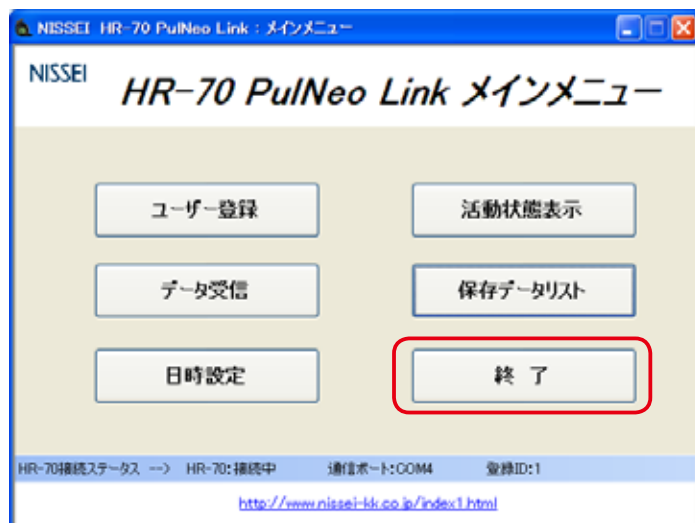 NISSEI HR-70 PulNeo Link：メインメニュー
NISSEI
HR-70 PulNeo Link メインメニュー
ユーザー登録
活動状態表示
データ受信
保存データリスト
日時設定
終 了
HR-70接続ステータス --> HR-70:接続中 通信ポート:COM4 登録ID:1
http://www.nissei-kk.co.jp/index1.html